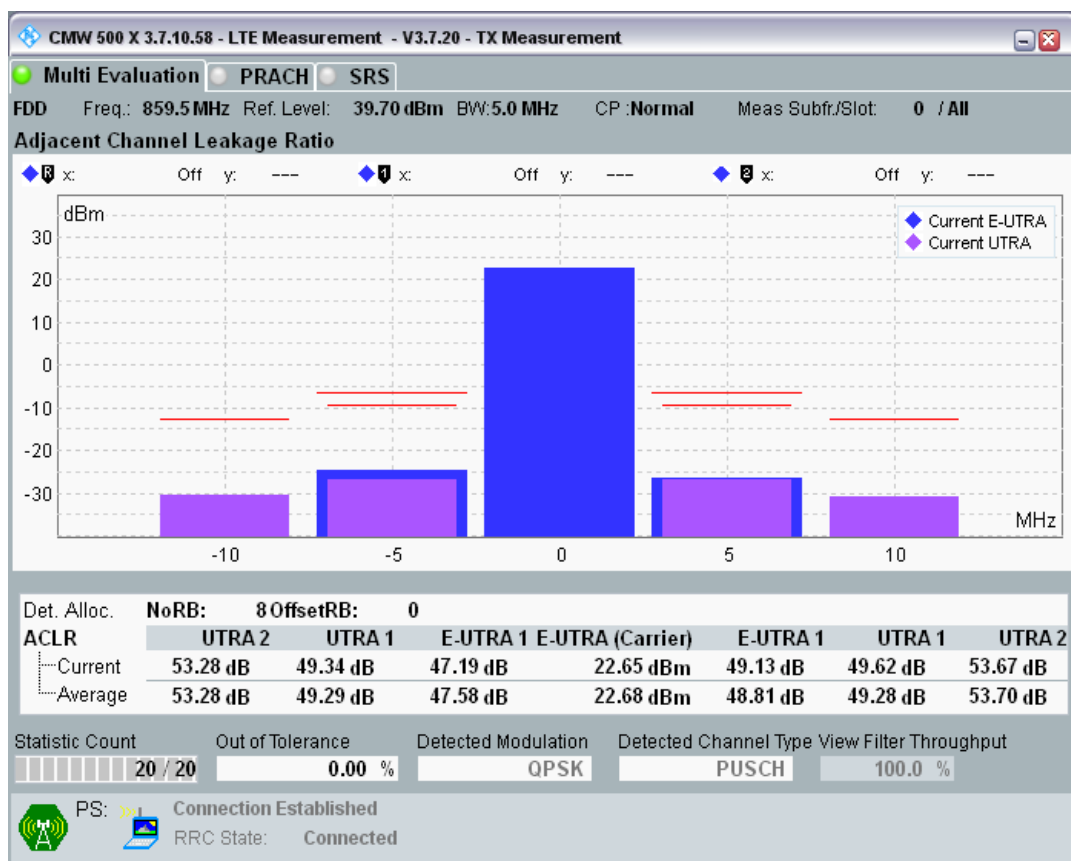 CMW 500 X 3.7.10.58 - LTE Measurement - V3.7.20 - TX Measurement
Multi Evaluation PRACH SRS
FDD Freq.: 859.5 MHz Ref. Level: 39.70 dBm BW:5.0 MHz CP :Normal Meas Subfr./Slot: 0 / All
Adjacent Channel Leakage Ratio
R x: Off y: --- 1 x: Off y: --- 2 x: Off y: ---
dBm
Current E-UTRA
Current UTRA
30
20
10
0
-10
-20
-30
MHz
-10 -5 0 5 10
Det. Alloc. NoRB: 8 OffsetRB: 0
ACLR UTRA 2 UTRA 1 E-UTRA 1 E-UTRA (Carrier) E-UTRA 1 UTRA 1 UTRA 2
Current 53.28 dB 49.34 dB 47.19 dB 22.65 dBm 49.13 dB 49.62 dB 53.67 dB
Average 53.28 dB 49.29 dB 47.58 dB 22.68 dBm 48.81 dB 49.28 dB 53.70 dB
Statistic Count Out of Tolerance Detected Modulation Detected Channel Type View Filter Throughput
20 / 20 0.00 % QPSK PUSCH 100.0 %
PS: Connection Established
RRC State: Connected